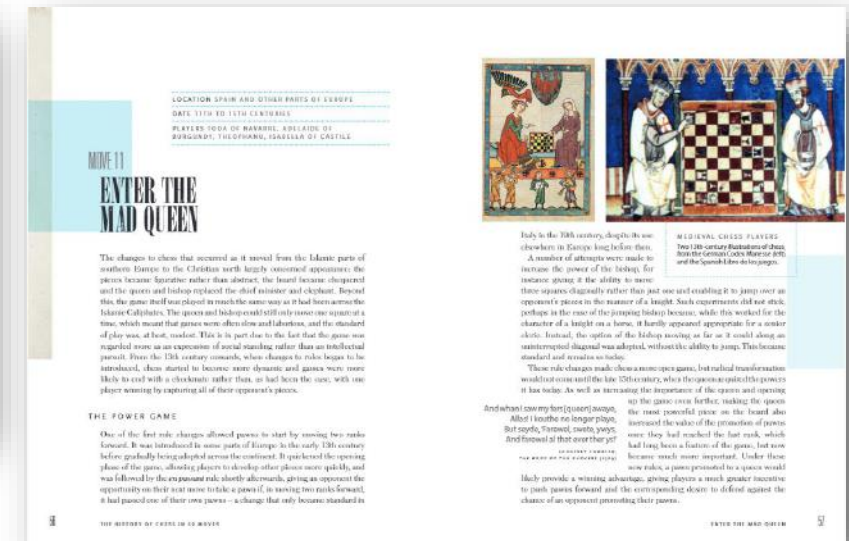 LOCATION SPAIN AND OTHER PARTS OF EUROPE
DATE 11TH TO 15TH CENTURIES
PLAYERS TODA OF NAVARRE, ADELAIDE OF
BURGUNDY, THEOPHANU, ISABELLA OF CASTILE
MOVE 11
ENTER THE
MAD QUEEN
The changes to chess that occurred as it moved from the Islamic parts of
southern Europe to the Christian north largely concerned appearance: the
pieces became figurative rather than abstract, the board became chequered
and the queen and bishop replaced the chief minister and elephant. Beyond
this, the game itself was played in much the same way as it had been across the
Islamic Caliphates. The queen and bishop could still only move one square at a
time, which meant that games were often slow and laborious, and the standard
of play was, at best, modest. This is in part due to the fact that the game was
regarded more as an expression of social standing rather than an intellectual
pursuit. From the 13th century onwards, when changes to rules began to be
introduced, chess started to become more dynamic and games were more
likely to end with a checkmate rather than, as had been the case, with one
player winning by capturing all of their opponent's pieces.
THE POWER GAME
One of the first rule changes allowed pawns to start by moving two ranks
forward. It was introduced in some parts of Europe in the early 13th century
before gradually being adopted across the continent. It quickened the opening
phase of the game, allowing players to develop other pieces more quickly, and
was followed by the en passant rule shortly afterwards, giving an opponent the
opportunity on their next move to take a pawn if, in moving two ranks forward,
it had passed one of their own pawns – a change that only became standard in
56
THE HISTORY OF CHESS IN 50 MOVES
Italy in the 19th century, despite its use
elsewhere in Europe long before then.
A number of attempts were made to
increase the power of the bishop, for
instance giving it the ability to move
three squares diagonally rather than just one and enabling it to jump over an
opponent's pieces in the manner of a knight. Such experiments did not stick,
perhaps in the case of the jumping bishop because, while this worked for the
character of a knight on a horse, it hardly appeared appropriate for a senior
cleric. Instead, the option of the bishop moving as far as it could along an
uninterrupted diagonal was adopted, without the ability to jump. This became
standard and remains so today.
These rule changes made chess a more open game, but radical transformation
would not come until the late 15th century, when the queen acquired the powers
it has today. As well as increasing the importance of the queen and opening
up the game even further, making the queen
the most powerful piece on the board also
increased the value of the promotion of pawns
once they had reached the last rank, which
had long been a feature of the game, but now
became much more important. Under these
new rules, a pawn promoted to a queen would
likely provide a winning advantage, giving players a much greater incentive
to push pawns forward and the corresponding desire to defend against the
chance of an opponent promoting their pawns.
MEDIEVAL CHESS PLAYERS
Two 13th-century illustrations of chess,
from the German Codex Manesse (left)
and the Spanish Libro de los juegos.
And whan I saw my fers [queen] awaye,
Allas! I kouthe no lenger playe,
But seyde, 'Farewel, swete, ywys,
And farewel al that ever ther ys!'
GEOFFREY CHAUCER,
THE BOOK OF THE DUCHESS
ENTER THE MAD QUEEN
57